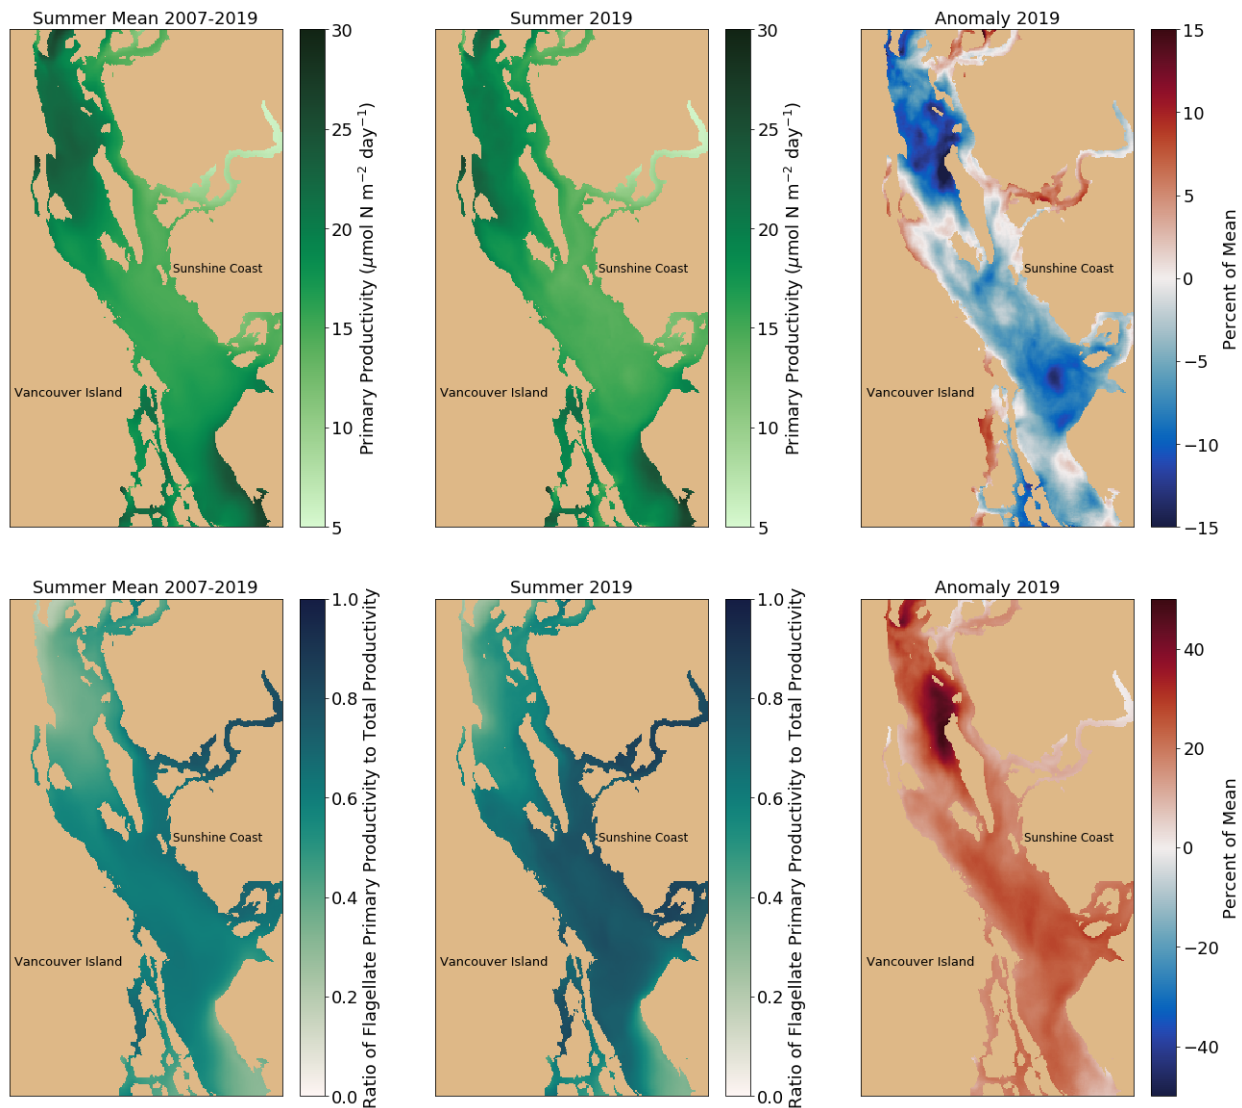 Summer Mean 2007-2019
Summer 2019
Anomaly 2019
30
25
20
15
10
5
Primary Productivity (μmol N m⁻² day⁻¹)
30
25
20
15
10
5
Primary Productivity (μmol N m⁻² day⁻¹)
15
10
5
0
−5
−10
−15
Percent of Mean
Sunshine Coast
Vancouver Island
Sunshine Coast
Vancouver Island
Sunshine Coast
Vancouver Island
Summer Mean 2007-2019
Summer 2019
Anomaly 2019
1.0
0.8
0.6
0.4
0.2
0.0
Ratio of Flagellate Primary Productivity to Total Productivity
1.0
0.8
0.6
0.4
0.2
0.0
Ratio of Flagellate Primary Productivity to Total Productivity
40
20
0
−20
−40
Percent of Mean
Sunshine Coast
Vancouver Island
Sunshine Coast
Vancouver Island
Sunshine Coast
Vancouver Island